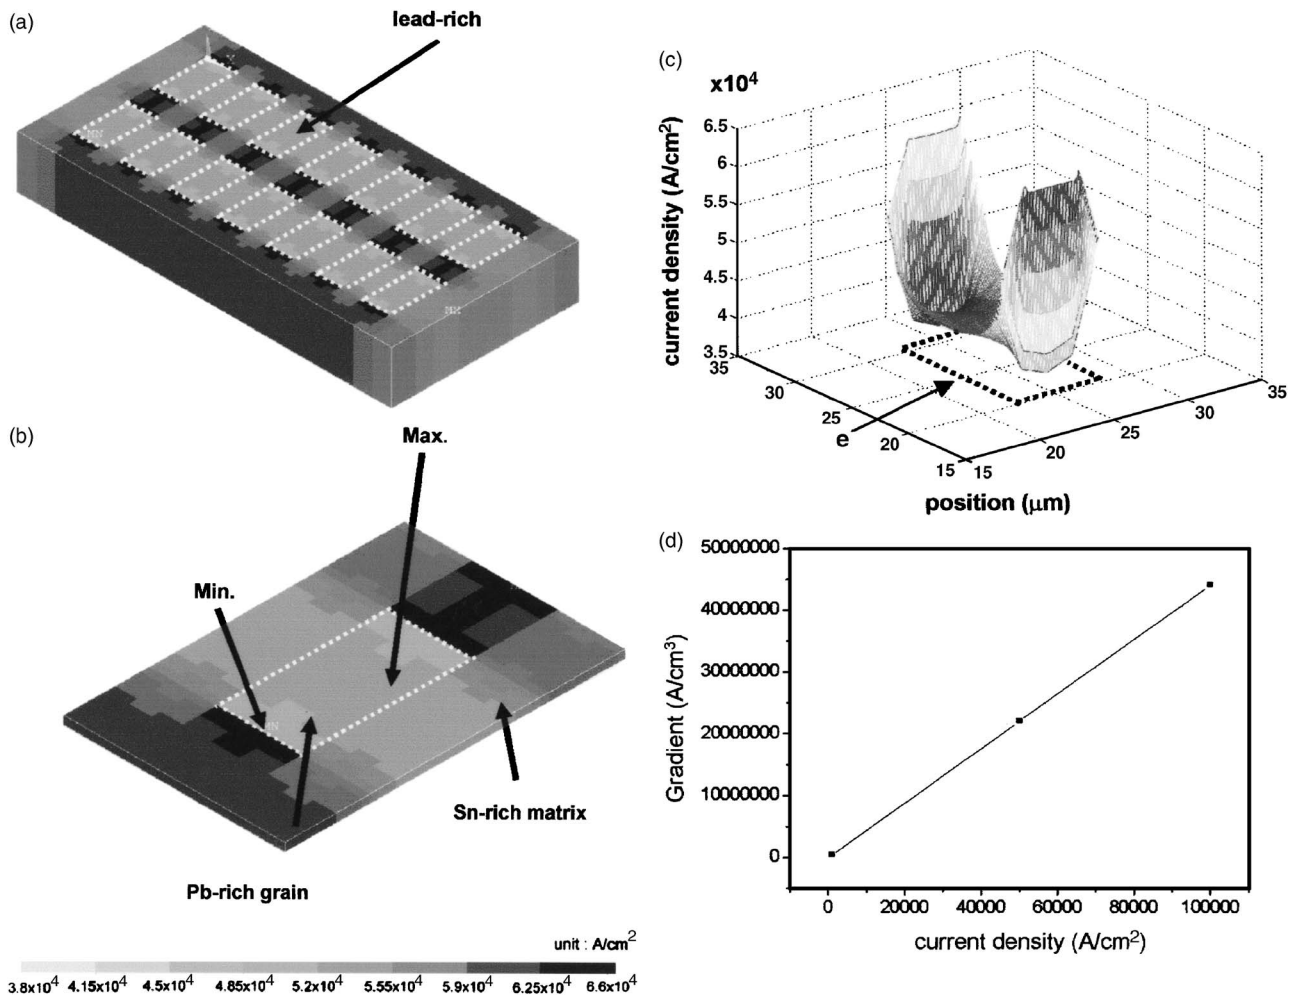 (a)
lead-rich
(b)
Max.
Min.
Sn-rich matrix
Pb-rich grain
unit : A/cm2
3.8x10^4 4.15x10^4 4.5x10^4 4.85x10^4 5.2x10^4 5.55x10^4 5.9x10^4 6.25x10^4 6.6x10^4
(c)
x10^4
current density (A/cm2)
6.5
6
5.5
5
4.5
4
3.5
35
30
25
20
15
15
20
25
30
35
e
position (μm)
(d)
Gradient (A/cm3)
50000000
40000000
30000000
20000000
10000000
0
0 20000 40000 60000 80000 100000
current density (A/cm2)